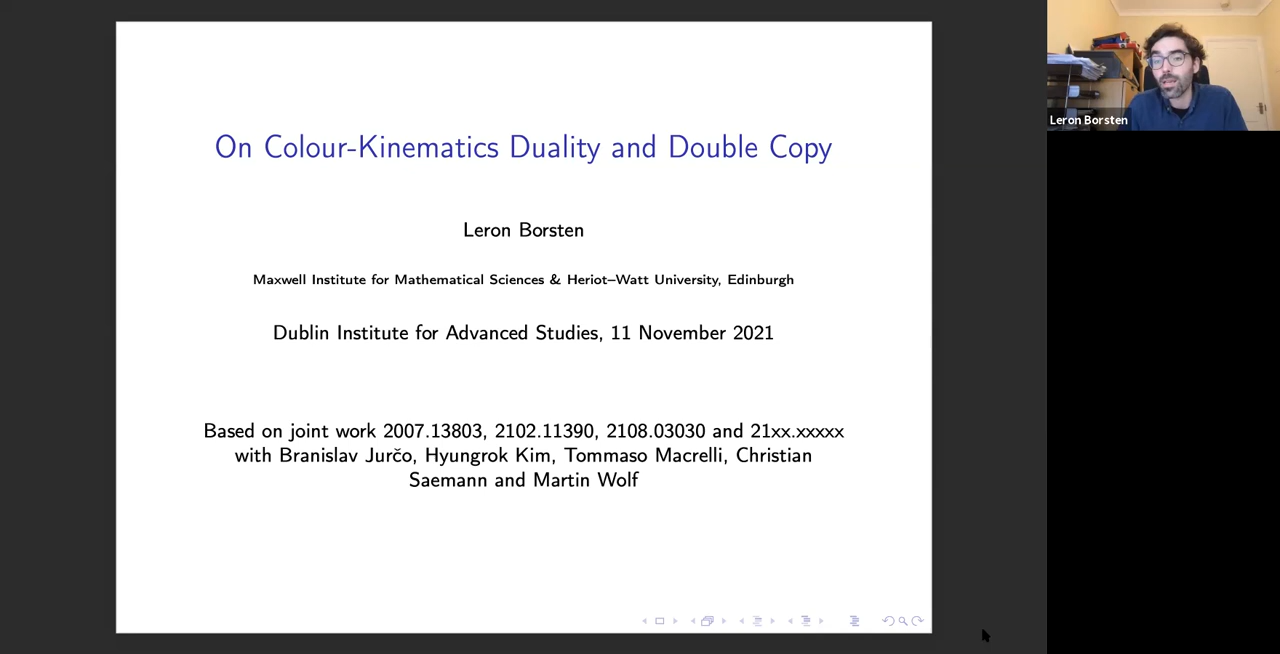 On Colour-Kinematics Duality and Double Copy
Leron Borsten
Maxwell Institute for Mathematical Sciences & Heriot–Watt University, Edinburgh
Dublin Institute for Advanced Studies, 11 November 2021
Based on joint work 2007.13803, 2102.11390, 2108.03030 and 21xx.xxxxx
with Branislav Jurčo, Hyungrok Kim, Tommaso Macrelli, Christian
Saemann and Martin Wolf
Leron Borsten